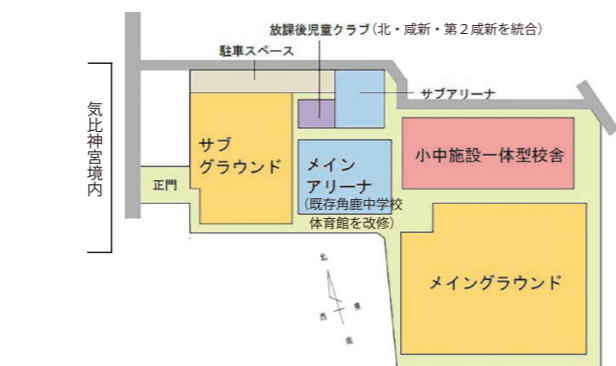 放課後児童クラブ（北・咸新・第２咸新を統合）
駐車スペース
サブアリーナ
気比神宮境内
サブ
グラウンド
メイン
アリーナ
（既存角鹿中学校
体育館を改修）
小中施設一体型校舎
正門
メイングラウンド
北
西
東
南